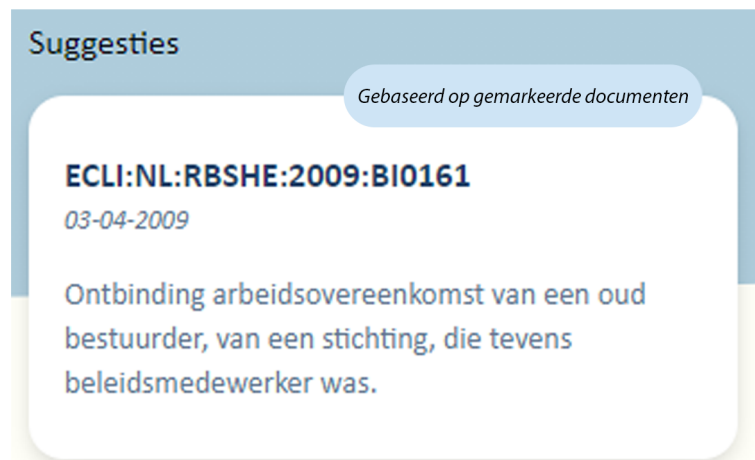 Suggesties
Gebaseerd op gemarkeerde documenten
ECLI:NL:RBSHE:2009:BI0161
03-04-2009
Ontbinding arbeidsovereenkomst van een oud
bestuurder, van een stichting, die tevens
beleidsmedewerker was.